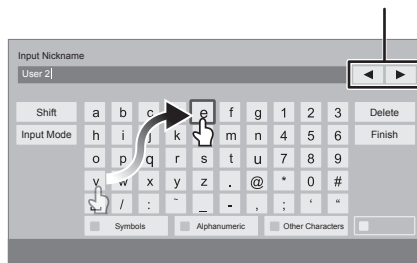 Input Nickname
User 2
Shift a b c e f g 1 2 3 Delete
Input Mode h i j k m n 4 5 6 Finish
o p q r s t u 7 8 9
v w x y z . @ * 0 #
/ : ~ _ - , ; ‘ “
Symbols Alphanumeric Other Characters